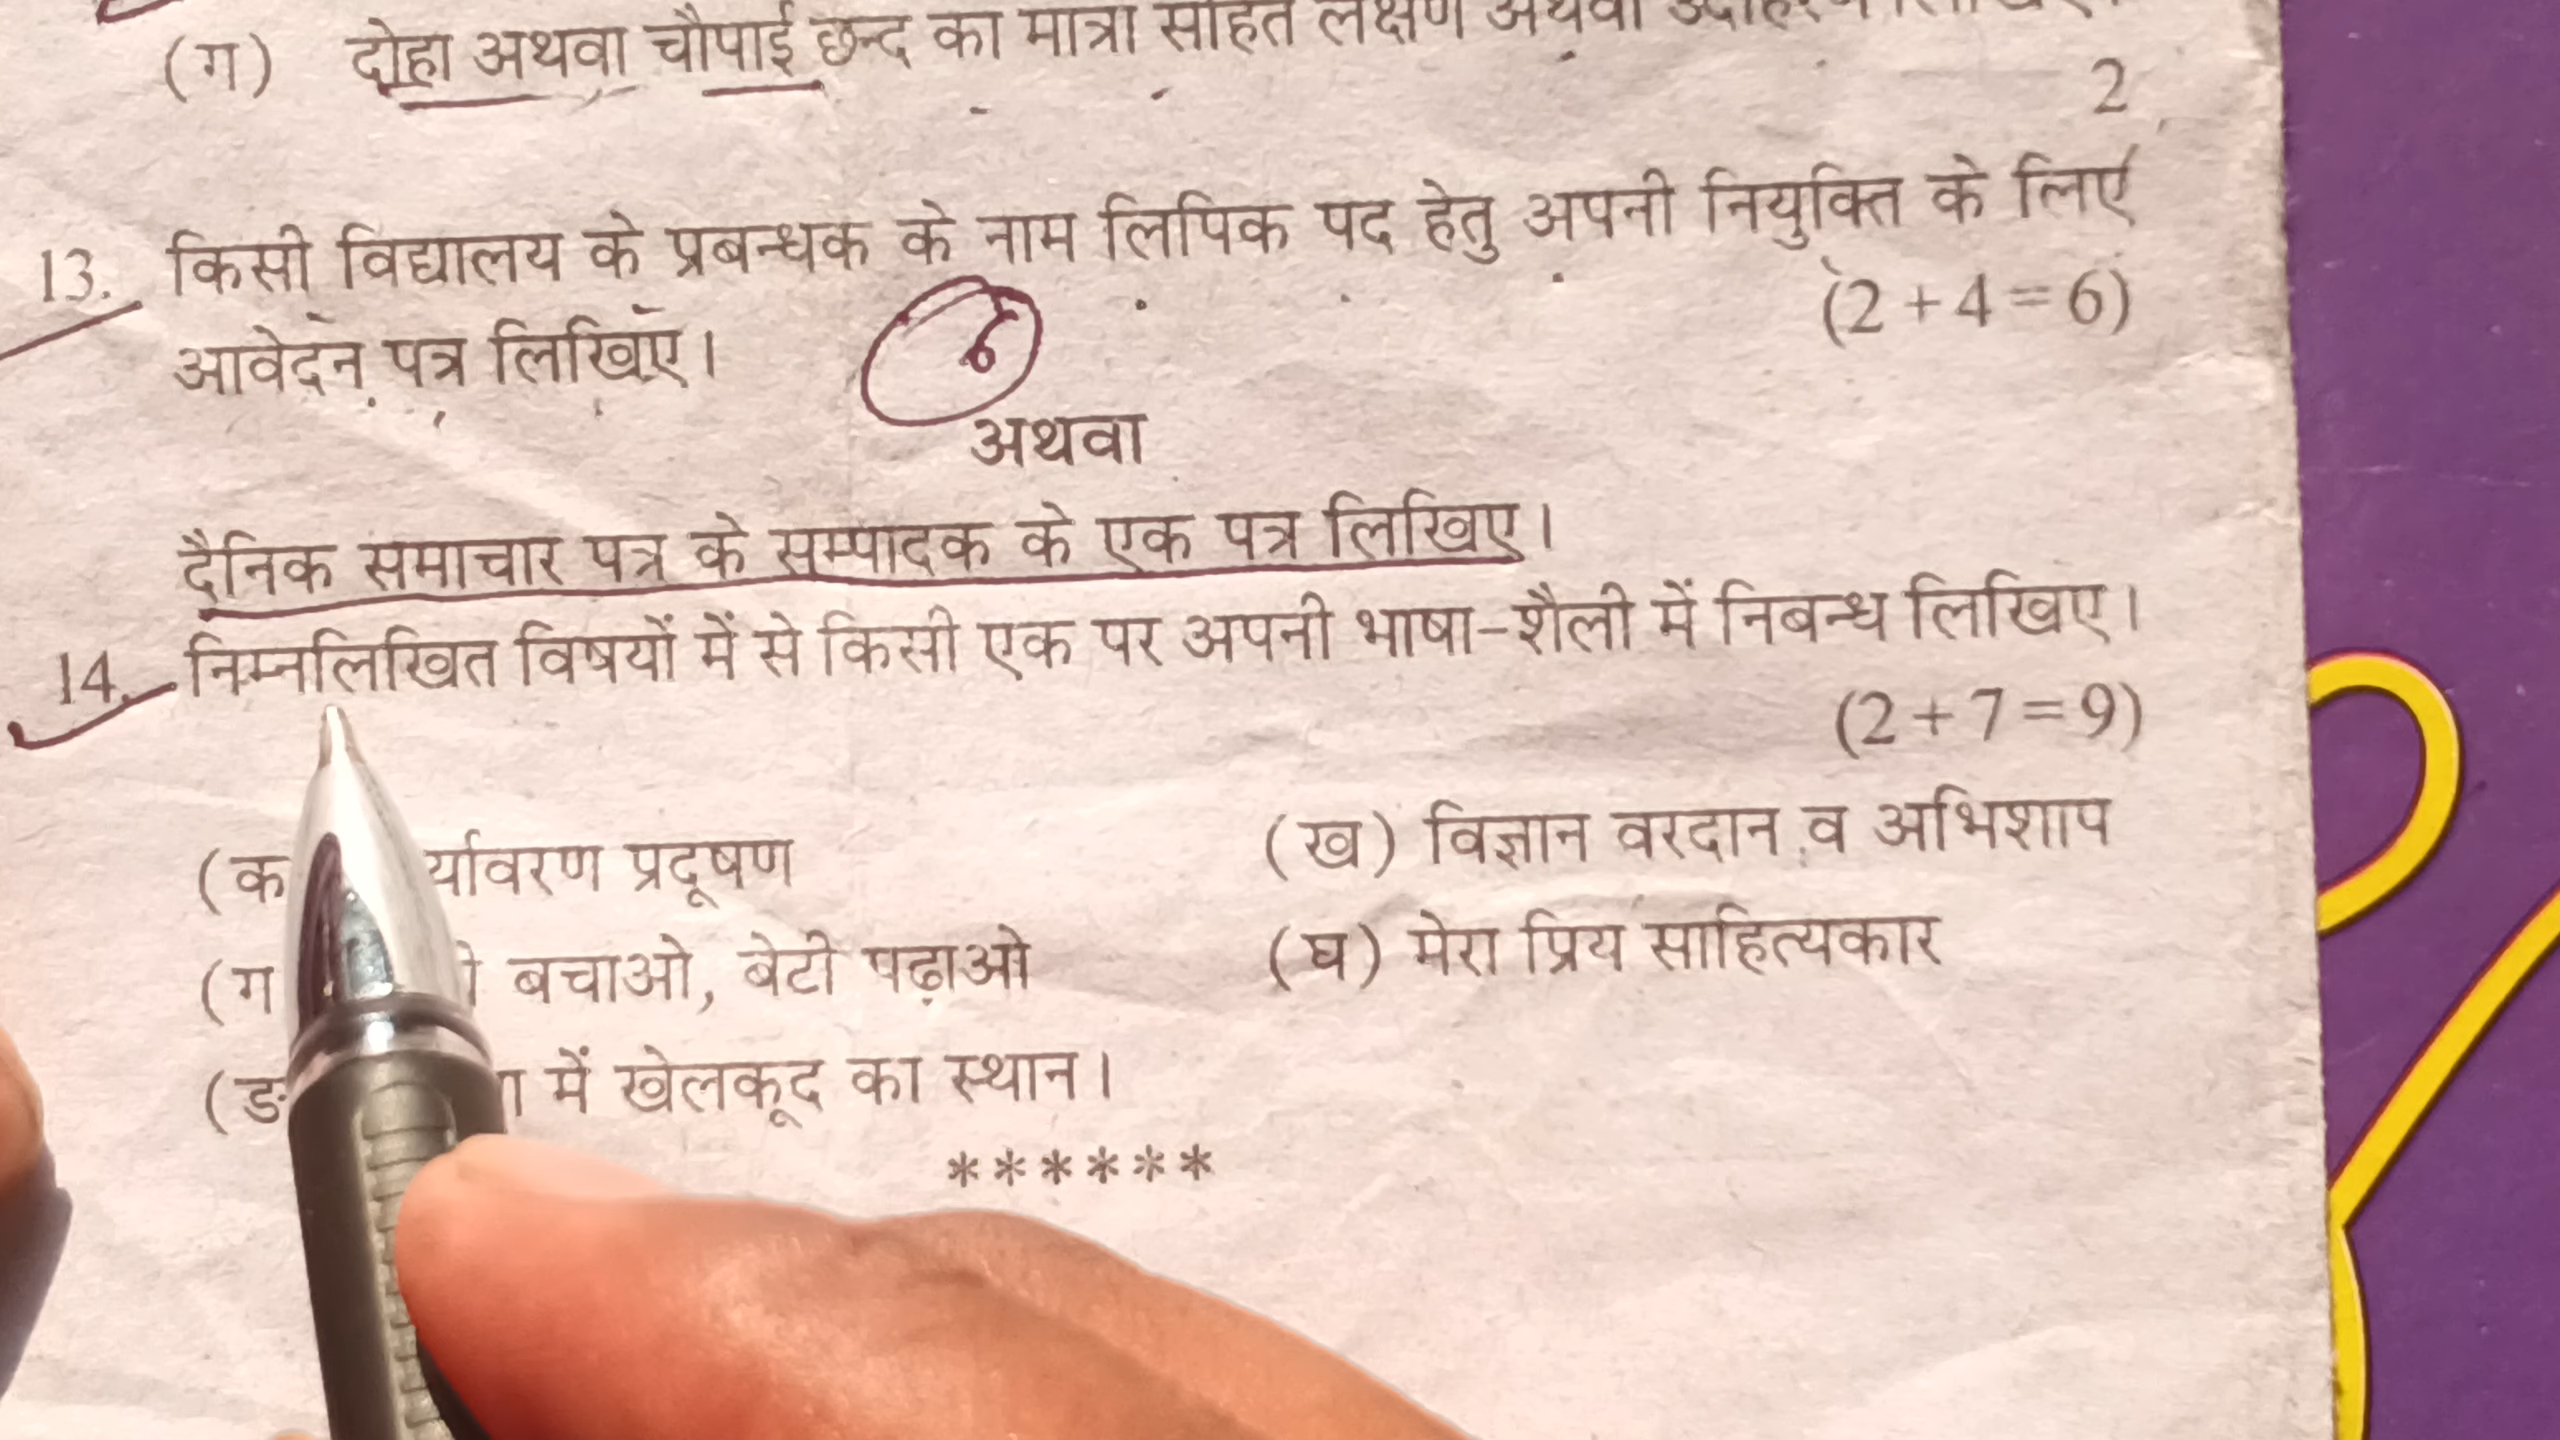 (ग) दोहा अथवा चौपाई छन्द का मात्रा सहित लक्षण अथवा उदाहरण लिखिए।
2
13. किसी विद्यालय के प्रबन्धक के नाम लिपिक पद हेतु अपनी नियुक्ति के लिए
आवेदन पत्र लिखिए। (2 + 4 = 6)
6
अथवा
दैनिक समाचार पत्र के सम्पादक के एक पत्र लिखिए।
14. निम्नलिखित विषयों में से किसी एक पर अपनी भाषा-शैली में निबन्ध लिखिए।
(2 + 7 = 9)
(क प्रदूषण (ख) विज्ञान वरदान व अभिशाप
(ग बचाओ, बेटी पढ़ाओ (घ) मेरा प्रिय साहित्यकार
(ङ में खेलकूद का स्थान।
******